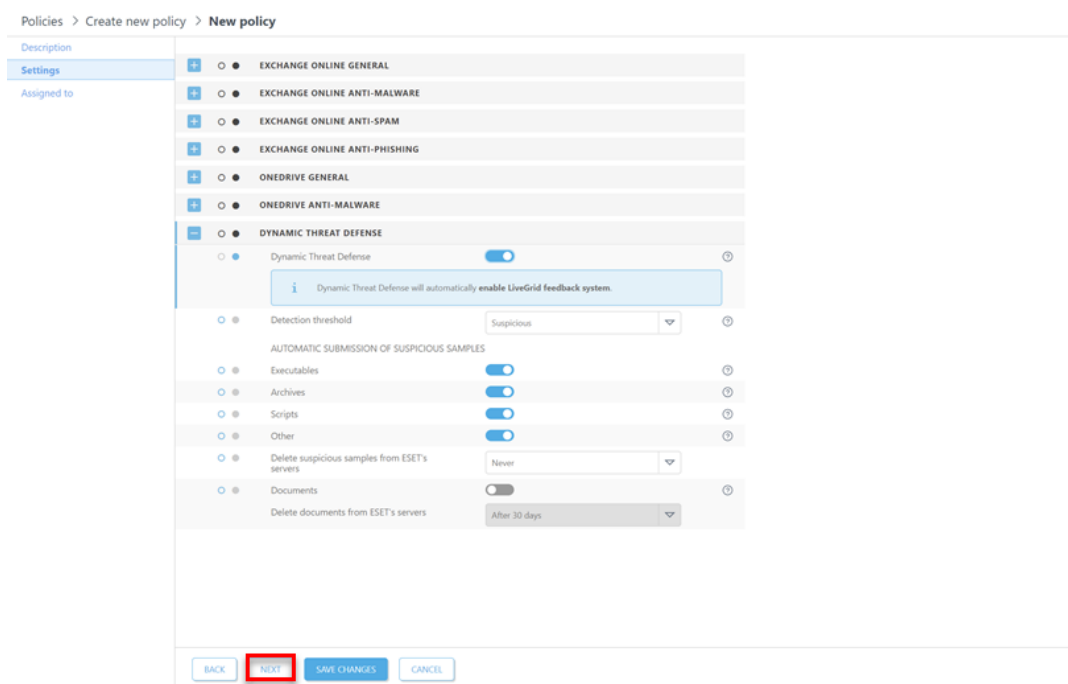 Policies > Create new policy > New policy
Description
Settings
Assigned to
EXCHANGE ONLINE GENERAL
EXCHANGE ONLINE ANTI-MALWARE
EXCHANGE ONLINE ANTI-SPAM
EXCHANGE ONLINE ANTI-PHISHING
ONEDRIVE GENERAL
ONEDRIVE ANTI-MALWARE
DYNAMIC THREAT DEFENSE
Dynamic Threat Defense
i Dynamic Threat Defense will automatically enable LiveGrid feedback system.
Detection threshold Suspicious
AUTOMATIC SUBMISSION OF SUSPICIOUS SAMPLES
Executables
Archives
Scripts
Other
Delete suspicious samples from ESET's
servers Never
Documents
Delete documents from ESET's servers After 30 days
BACK NEXT SAVE CHANGES CANCEL